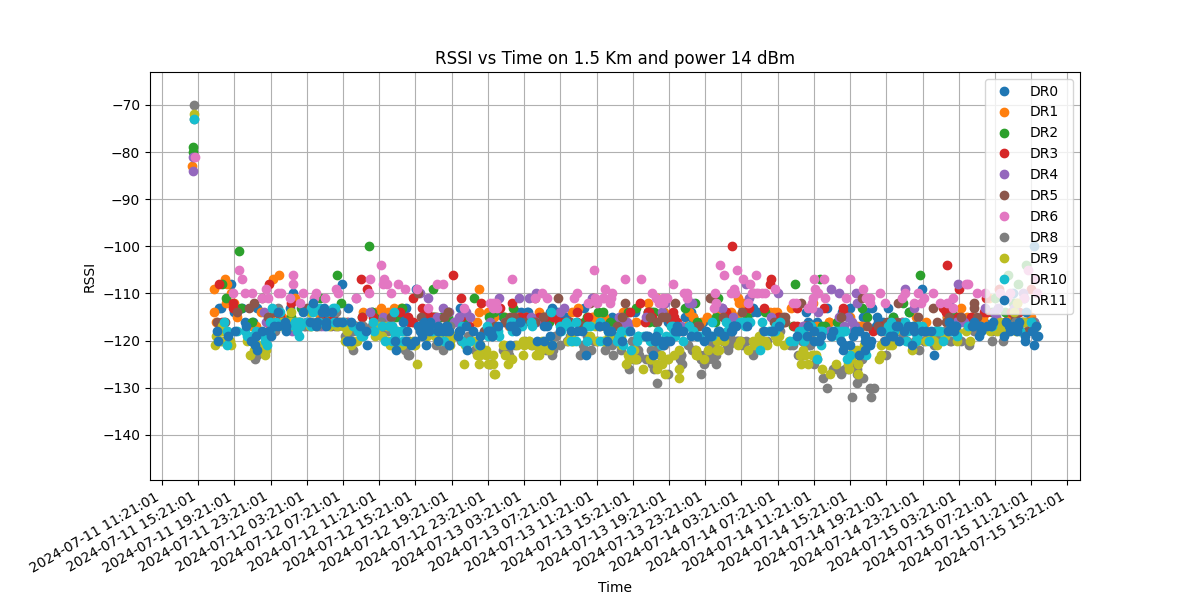 RSSI vs Time on 1.5 Km and power 14 dBm
−70
−80
−90
−100
−110
−120
−130
−140
RSSI
DR0
DR1
DR2
DR3
DR4
DR5
DR6
DR8
DR9
DR10
DR11
2024-07-11 11:21:01
2024-07-11 15:21:01
2024-07-11 19:21:01
2024-07-11 23:21:01
2024-07-12 3:21:01
2024-07-12 07:21:01
2024-07-12 11:21:01
2024-07-12 15:21:01
2024-07-12 19:21:01
2024-07-12 23:21:01
2024-07-13 3:21:01
2024-07-13 07:21:01
2024-07-13 11:21:01
2024-07-13 15:21:01
2024-07-13 19:21:01
2024-07-13 23:21:01
2024-07-14 3:21:01
2024-07-14 07:21:01
2024-07-14 11:21:01
2024-07-14 15:21:01
2024-07-14 19:21:01
2024-07-14 23:21:01
2024-07-15 03:21:01
2024-07-15 07:21:01
2024-07-15 11:21:01
2024-07-15 15:21:01
Time